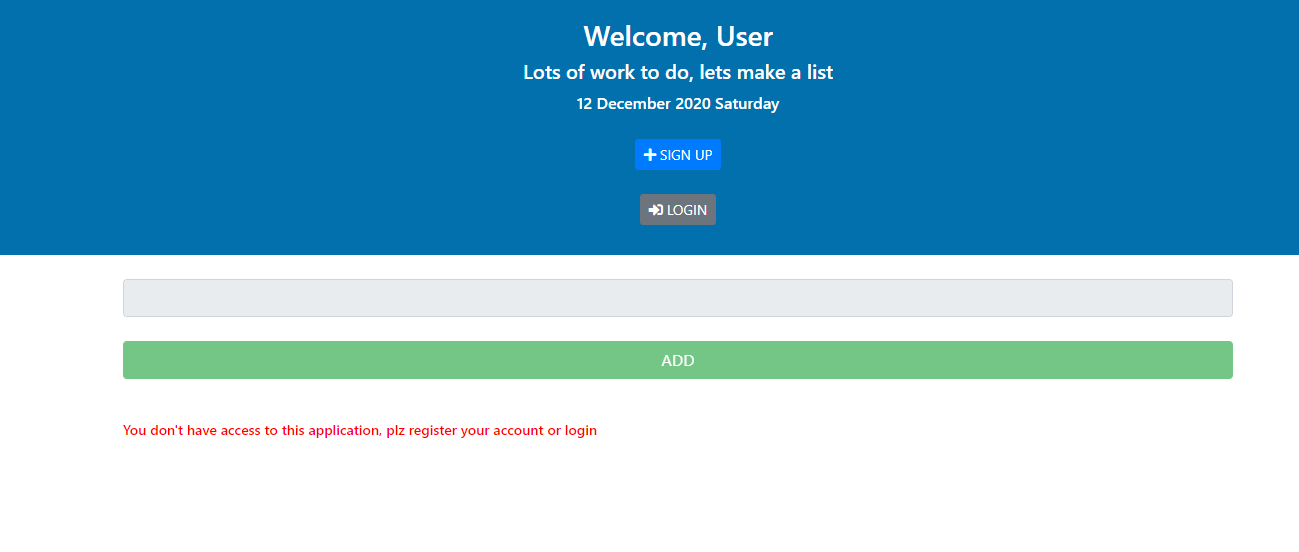 Welcome, User
Lots of work to do, lets make a list
12 December 2020 Saturday
SIGN UP
LOGIN
ADD
You don't have access to this application, plz register your account or login